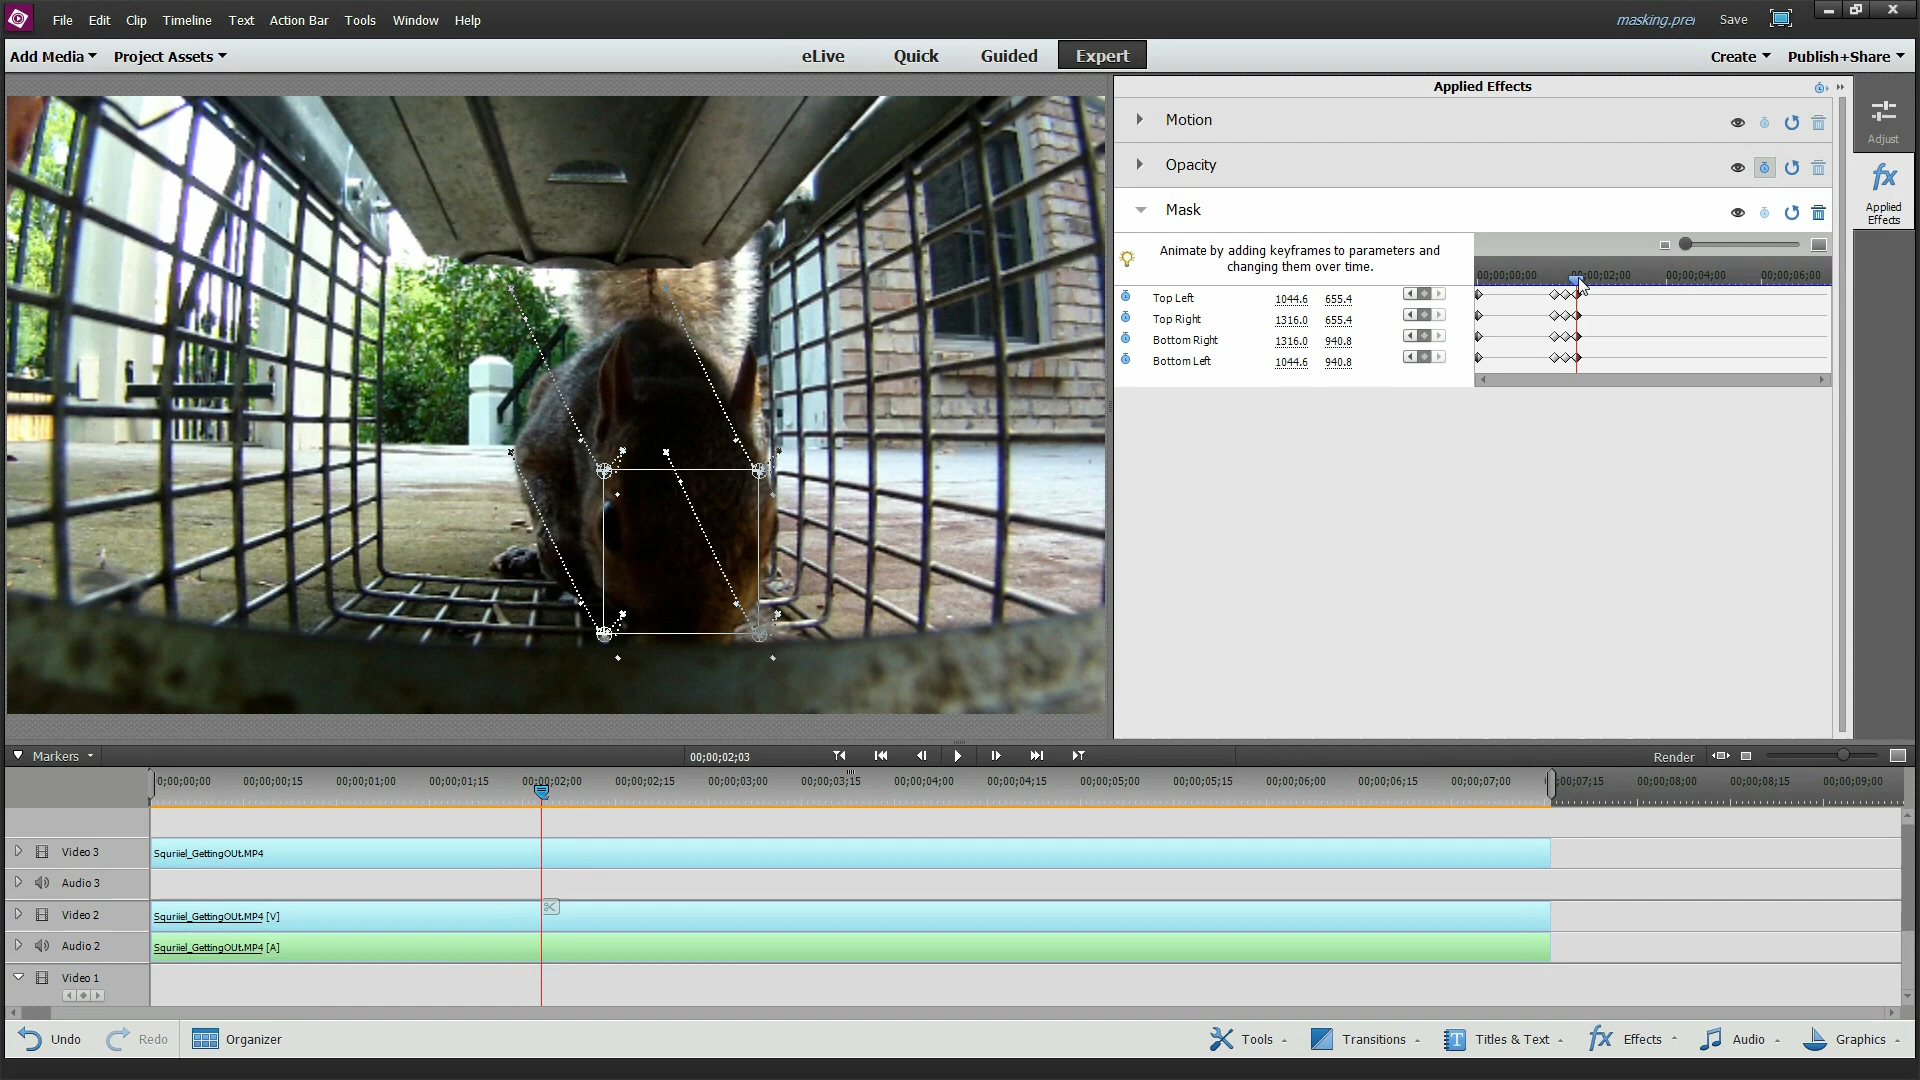 File Edit Clip Timeline Text Action Bar Tools Window Help masking.prel Save
Add Media Project Assets eLive Quick Guided Expert Create Publish+Share
Applied Effects
Motion
Opacity
Mask
Animate by adding keyframes to parameters and
changing them over time.
00;00;00;00 00;00;02;00 00;00;04;00 00;00;06;00
Top Left 1044.6 655.4
Top Right 1316.0 655.4
Bottom Right 1316.0 940.8
Bottom Left 1044.6 940.8
Adjust
fx
Applied
Effects
Markers 00;00;02;03 Render
0;00;00;00 00;00;00;15 00;00;01;00 00;00;01;15 00;00;02;00 00;00;02;15 00;00;03;00 00;00;03;15 00;00;04;00 00;00;04;15 00;00;05;00 00;00;05;15 00;00;06;00 00;00;06;15 00;00;07;00 00;07;15 00;00;08;00 00;00;08;15 00;00;09;00
Video 3 Squriiel_GettingOUt.MP4
Audio 3
Video 2 Squriiel_GettingOUt.MP4 [V]
Audio 2 Squriiel_GettingOUt.MP4 [A]
Video 1
Undo Redo Organizer Tools Transitions T Titles & Text fx Effects Audio Graphics